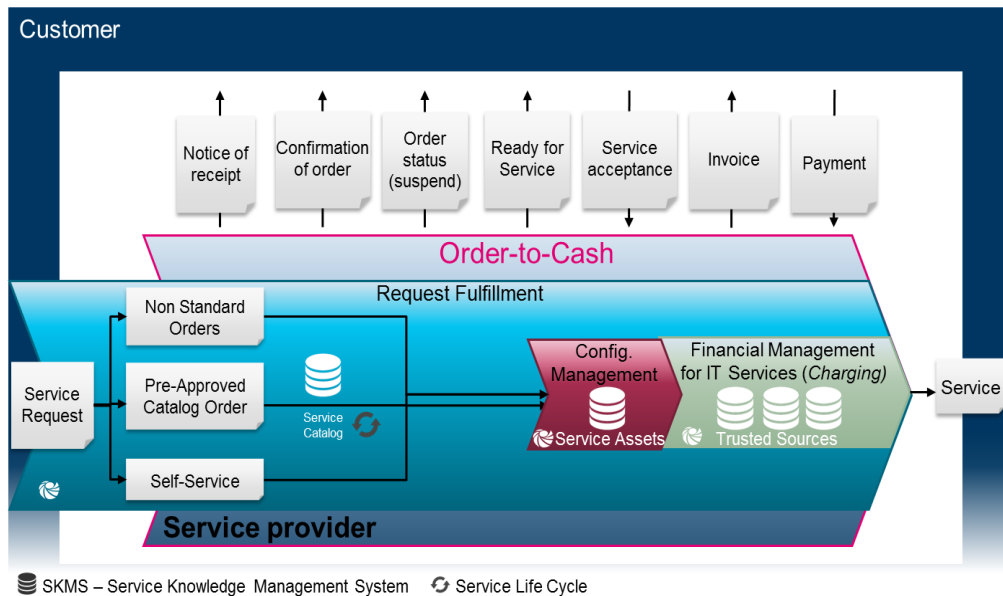 Customer
Notice of
receipt
Confirmation
of order
Order
status
(suspend)
Ready for
Service
Service
acceptance
Invoice
Payment
Order-to-Cash
Request Fulfillment
Non Standard
Orders
Service
Request
Pre-Approved
Catalog Order
Service
Catalog
Self-Service
Config.
Management
Service Assets
Financial Management
for IT Services (Charging)
Trusted Sources
Service
Service provider
SKMS – Service Knowledge Management System
Service Life Cycle